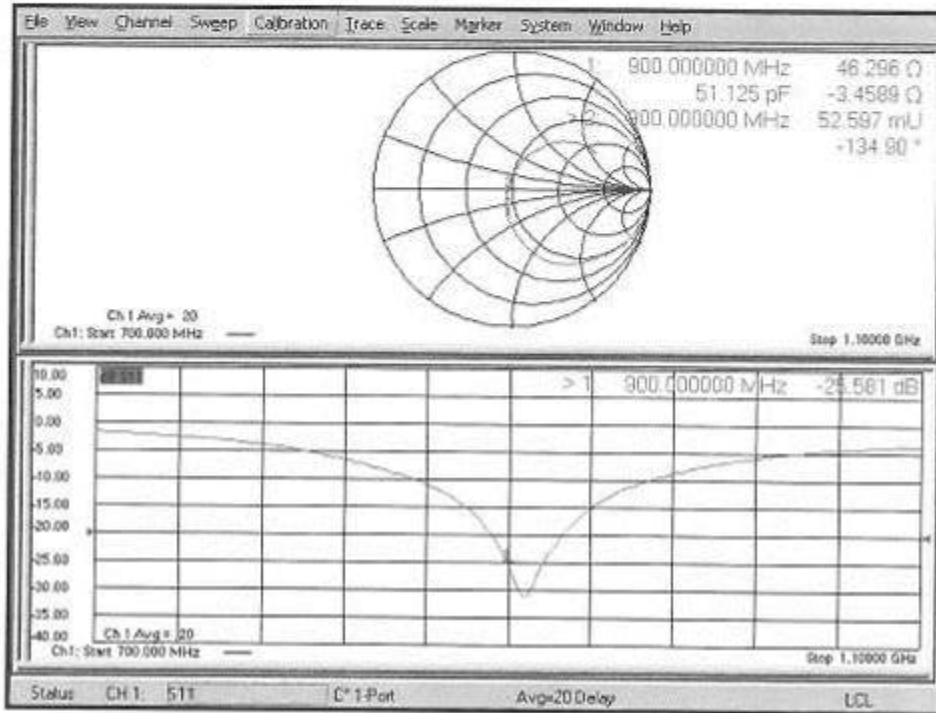 File View Channel Sweep Calibration Trace Scale Marker System Window Help
1: 900.000000 MHz 46.296 Ω
51.125 pF -3.4589 Ω
> 2: 900.000000 MHz 52.597 mU
-134.90 °
Ch 1 Avg = 20
Ch1: Start 700.000 MHz
Stop 1.10000 GHz
10.00
> 1 900.000000 MHz -25.581 dB
5.00
0.00
-5.00
-10.00
-15.00
-20.00
-25.00
-30.00
-35.00
-40.00
Ch 1 Avg = 20
Ch1: Start 700.000 MHz
Stop 1.10000 GHz
Status CH 1: S11 C* 1-Port Avg=20 Delay LCL